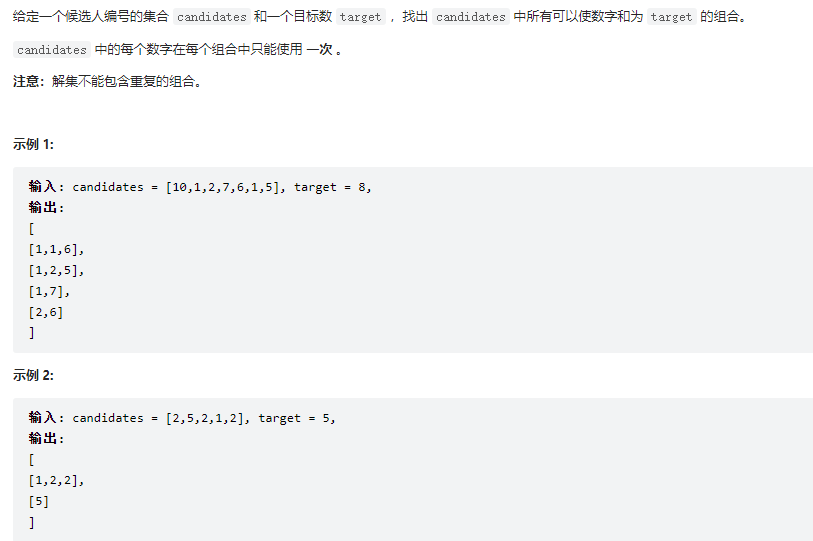 给定一个候选人编号的集合 candidates 和一个目标数 target ，找出 candidates 中所有可以使数字和为 target 的组合。
candidates 中的每个数字在每个组合中只能使用 一次 。
注意：解集不能包含重复的组合。
示例 1:
输入: candidates = [10,1,2,7,6,1,5], target = 8,
输出:
[
[1,1,6],
[1,2,5],
[1,7],
[2,6]
]
示例 2:
输入: candidates = [2,5,2,1,2], target = 5,
输出:
[
[1,2,2],
[5]
]